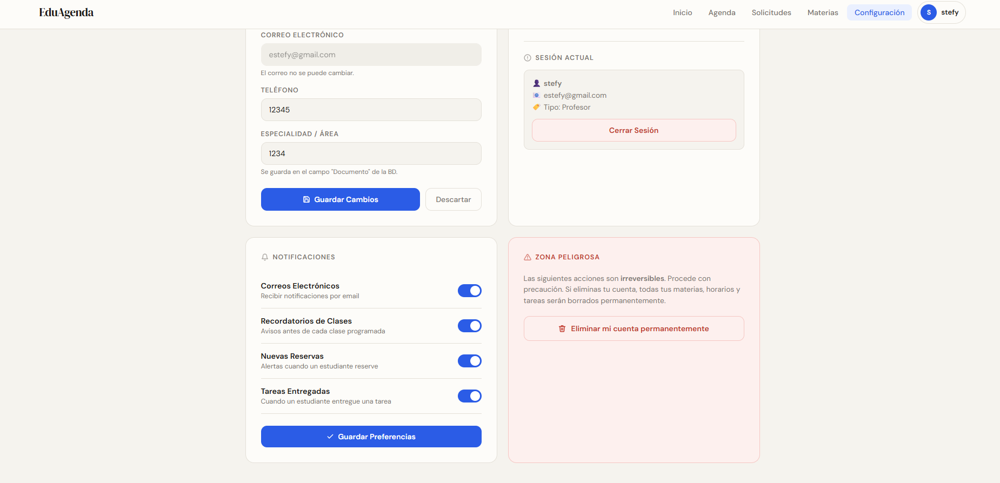 EduAgenda
Inicio
Agenda
Solicitudes
Materias
Configuración
S
stefy
CORREO ELECTRÓNICO
estefy@gmail.com
El correo no se puede cambiar.
TELÉFONO
12345
ESPECIALIDAD / ÁREA
1234
Se guarda en el campo "Documento" de la BD.
Guardar Cambios
Descartar
SESIÓN ACTUAL
stefy
estefy@gmail.com
Tipo: Profesor
Cerrar Sesión
NOTIFICACIONES
Correos Electrónicos
Recibir notificaciones por email
Recordatorios de Clases
Avisos antes de cada clase programada
Nuevas Reservas
Alertas cuando un estudiante reserve
Tareas Entregadas
Cuando un estudiante entregue una tarea
Guardar Preferencias
ZONA PELIGROSA
Las siguientes acciones son irreversibles. Procede con
precaución. Si eliminas tu cuenta, todas tus materias, horarios y
tareas serán borrados permanentemente.
Eliminar mi cuenta permanentemente